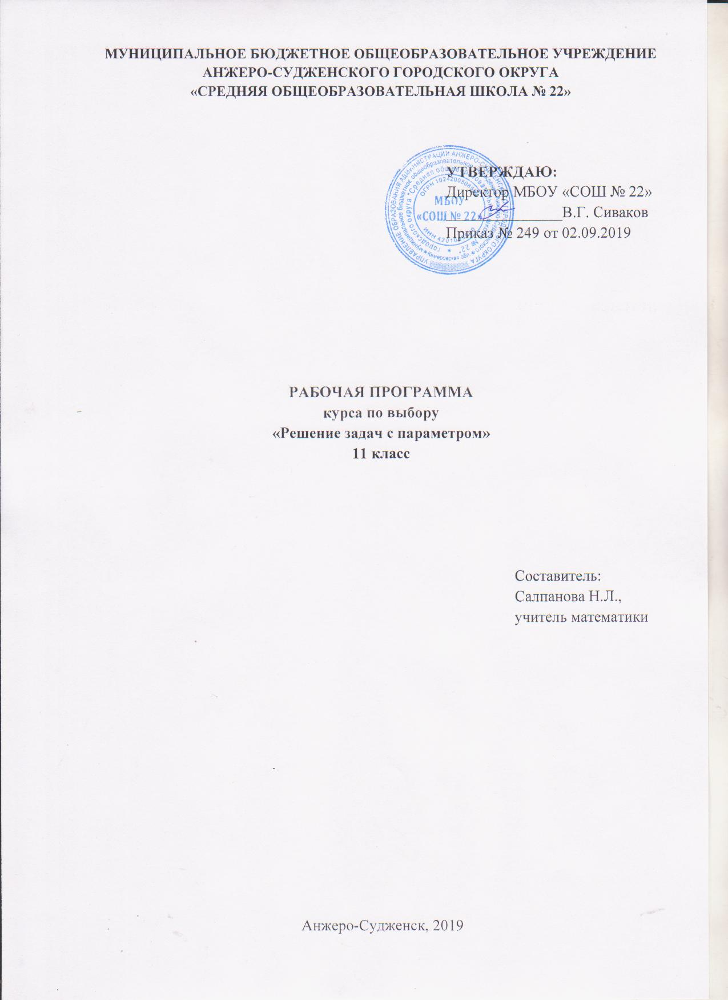 МУНИЦИПАЛЬНОЕ БЮДЖЕТНОЕ ОБЩЕОБРАЗОВАТЕЛЬНОЕ УЧРЕЖДЕНИЕ
АНЖЕРО-СУДЖЕНСКОГО ГОРОДСКОГО ОКРУГА
«СРЕДНЯЯ ОБЩЕОБРАЗОВАТЕЛЬНАЯ ШКОЛА № 22»
УТВЕРЖДАЮ:
Директор МБОУ «СОШ № 22»
_______________В.Г. Сиваков
Приказ № 249 от 02.09.2019
МБОУ
«СОШ № 22»
РАБОЧАЯ ПРОГРАММА
курса по выбору
«Решение задач с параметром»
11 класс
Составитель:
Салпанова Н.Л.,
учитель математики
Анжеро-Судженск, 2019